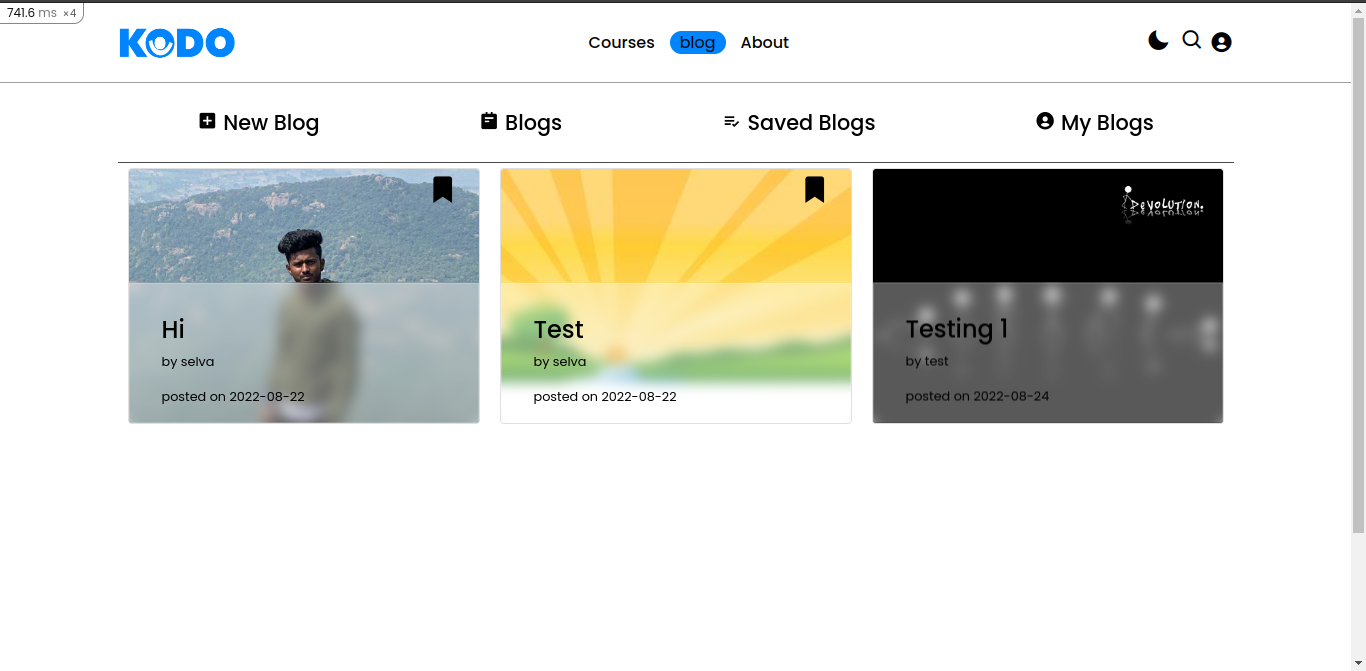 741.6 ms ×4
KODO
Courses blog About
New Blog Blogs Saved Blogs My Blogs
DEVOLUTION.
Hi
by selva
posted on 2022-08-22
Test
by selva
posted on 2022-08-22
Testing 1
by test
posted on 2022-08-24